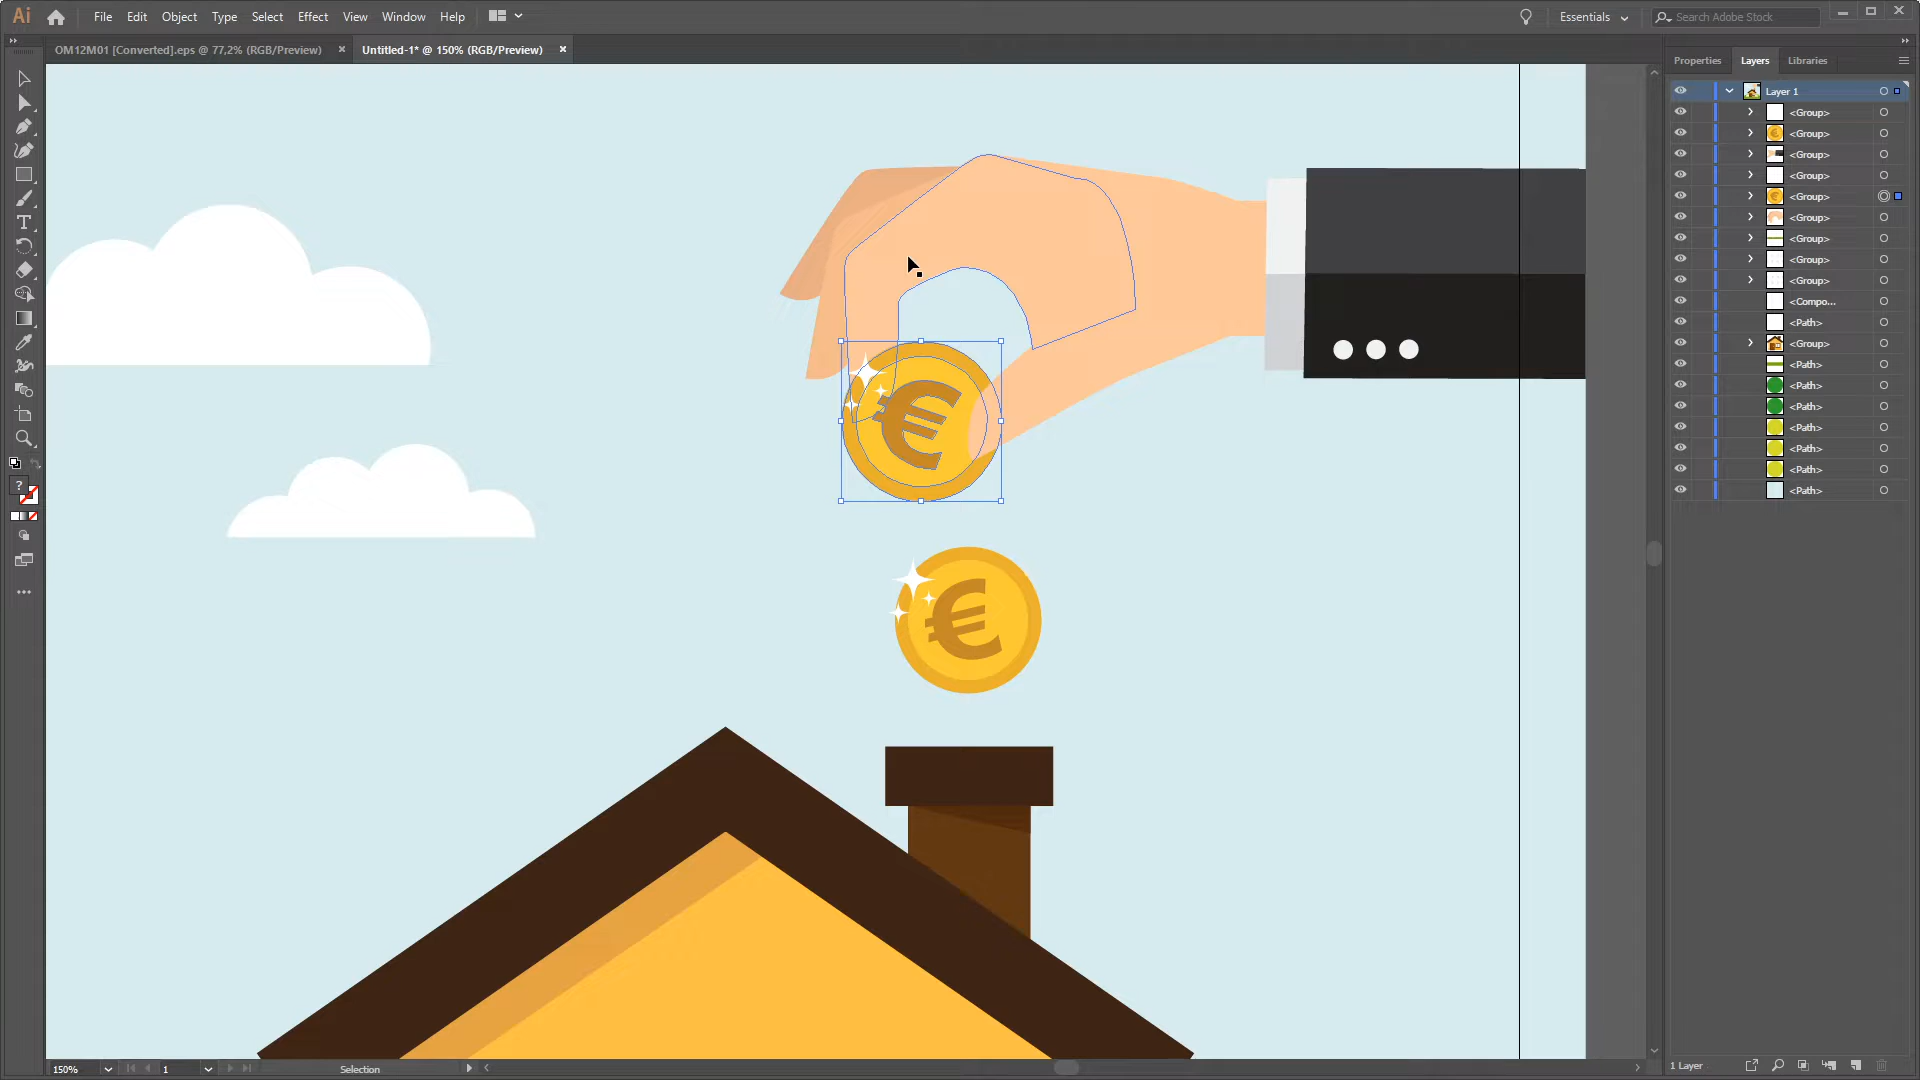 Ai File Edit Object Type Select Effect View Window Help Essentials Search Adobe Stock
OM12M01 [Converted].eps @ 77,2% (RGB/Preview) × Untitled-1* @ 150% (RGB/Preview) ×
Properties Layers Libraries
Layer 1
<Group>
<Group>
<Group>
<Group>
<Group>
<Group>
<Group>
<Group>
<Group>
<Compo...
<Path>
<Group>
<Path>
<Path>
<Path>
<Path>
<Path>
<Path>
<Path>
?
€
€
150% 1 Selection 1 Layer